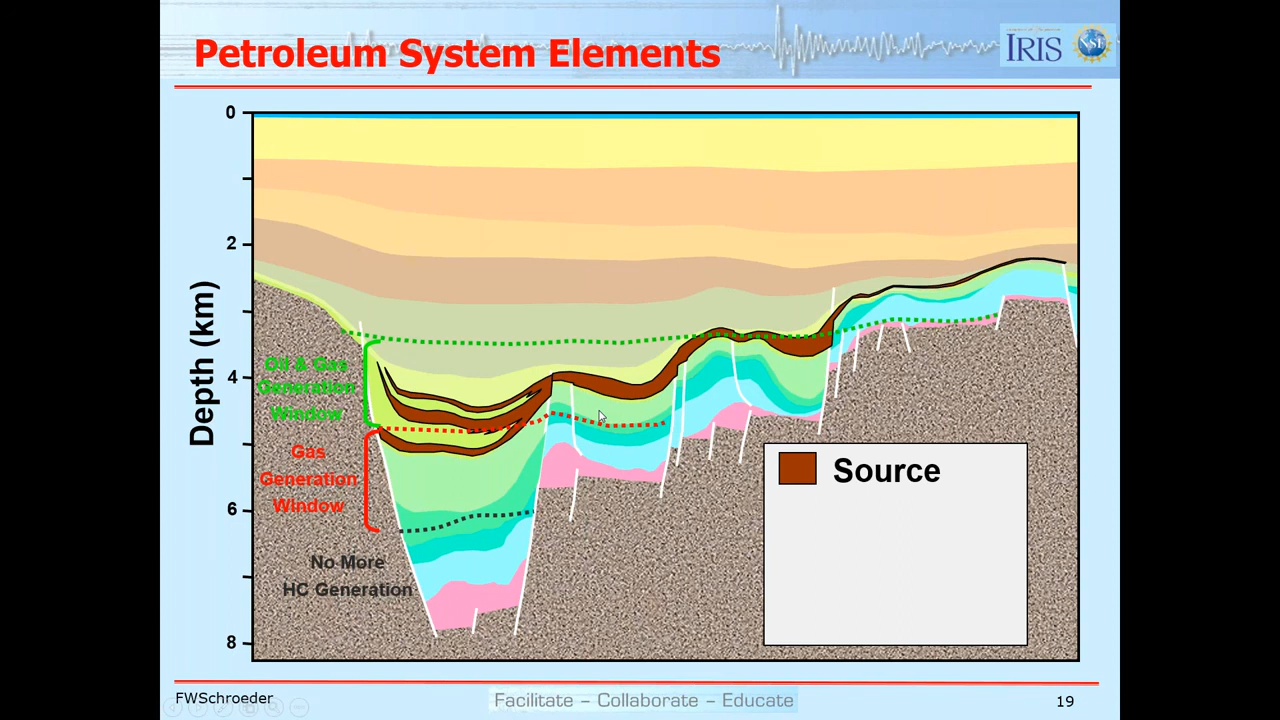 Petroleum System Elements
IRIS
NSF
0
2
4
6
8
Depth (km)
Oil & Gas
Generation
Window
Gas
Generation
Window
No More
HC Generation
Source
FWSchroeder
Facilitate – Collaborate – Educate
19